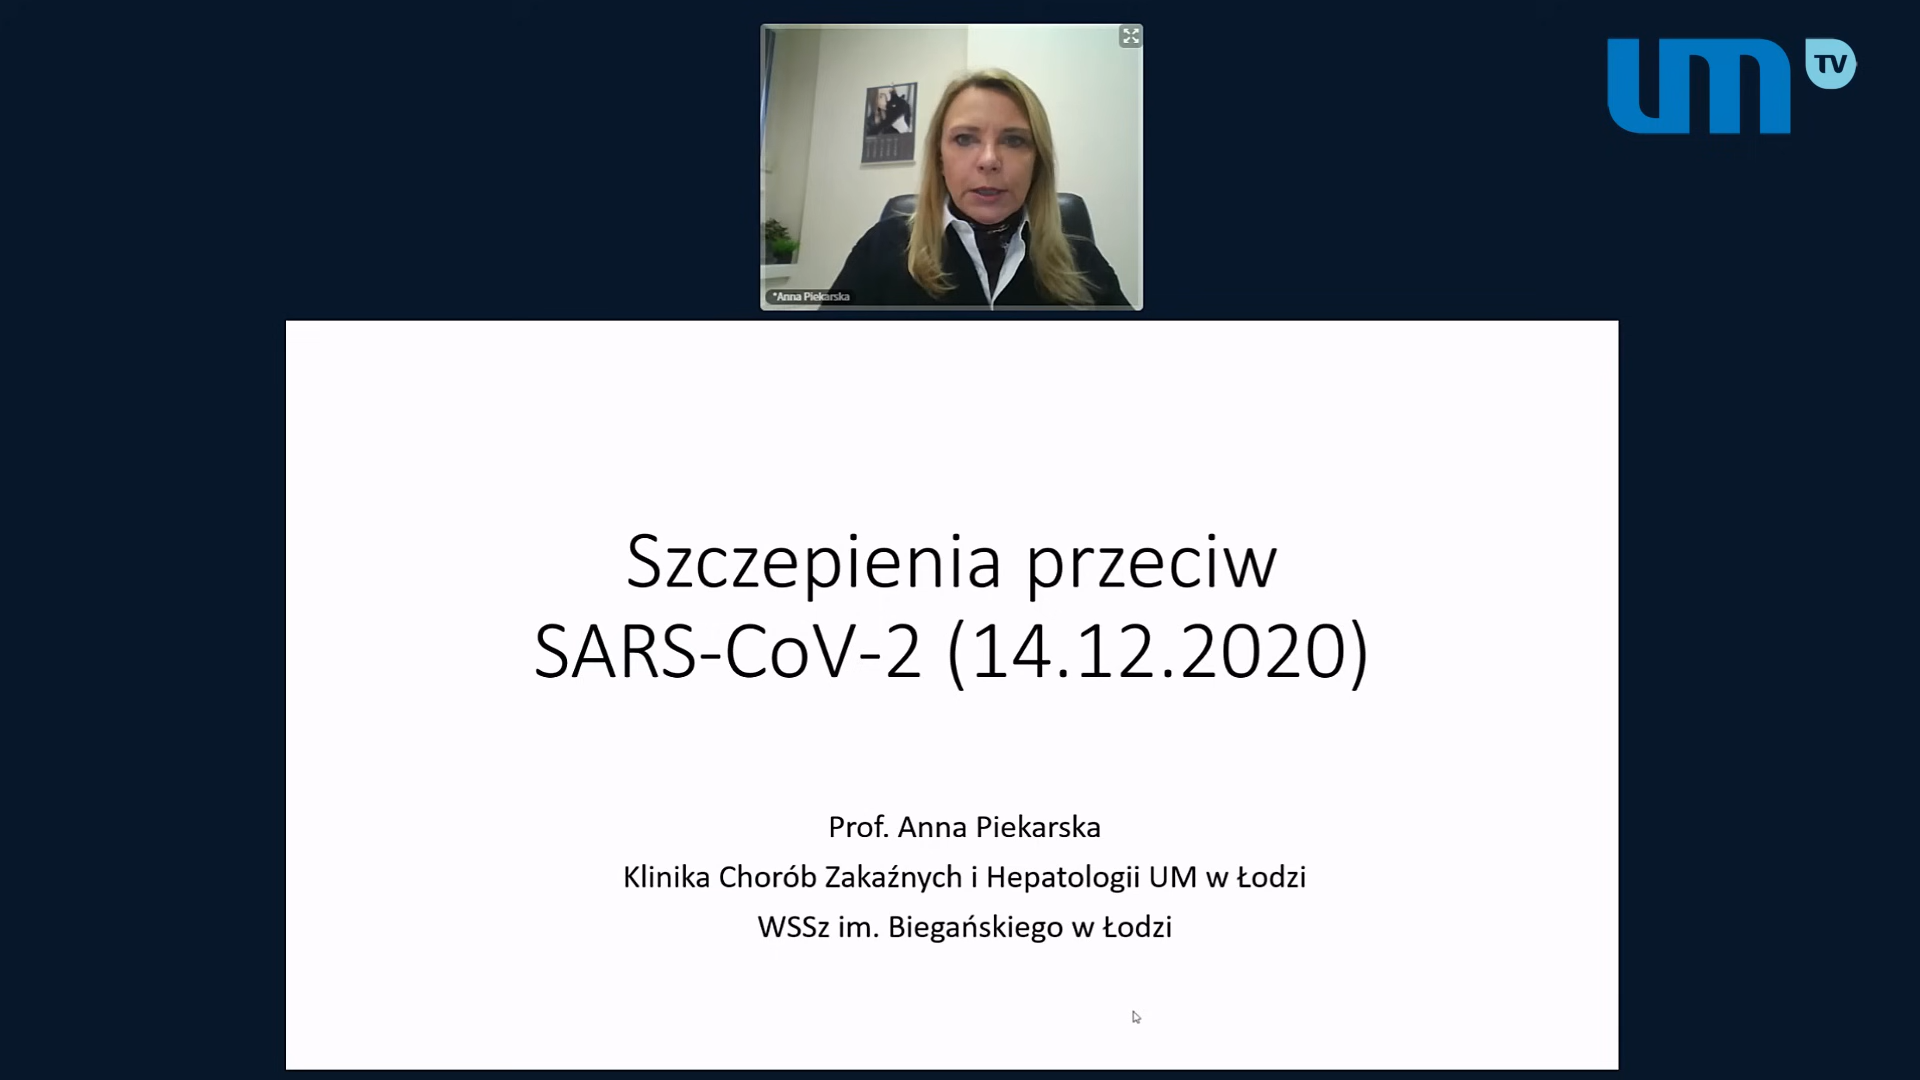 um TV
*Anna Piekarska
Szczepienia przeciw
SARS-CoV-2 (14.12.2020)
Prof. Anna Piekarska
Klinika Chorób Zakaźnych i Hepatologii UM w Łodzi
WSSz im. Biegańskiego w Łodzi